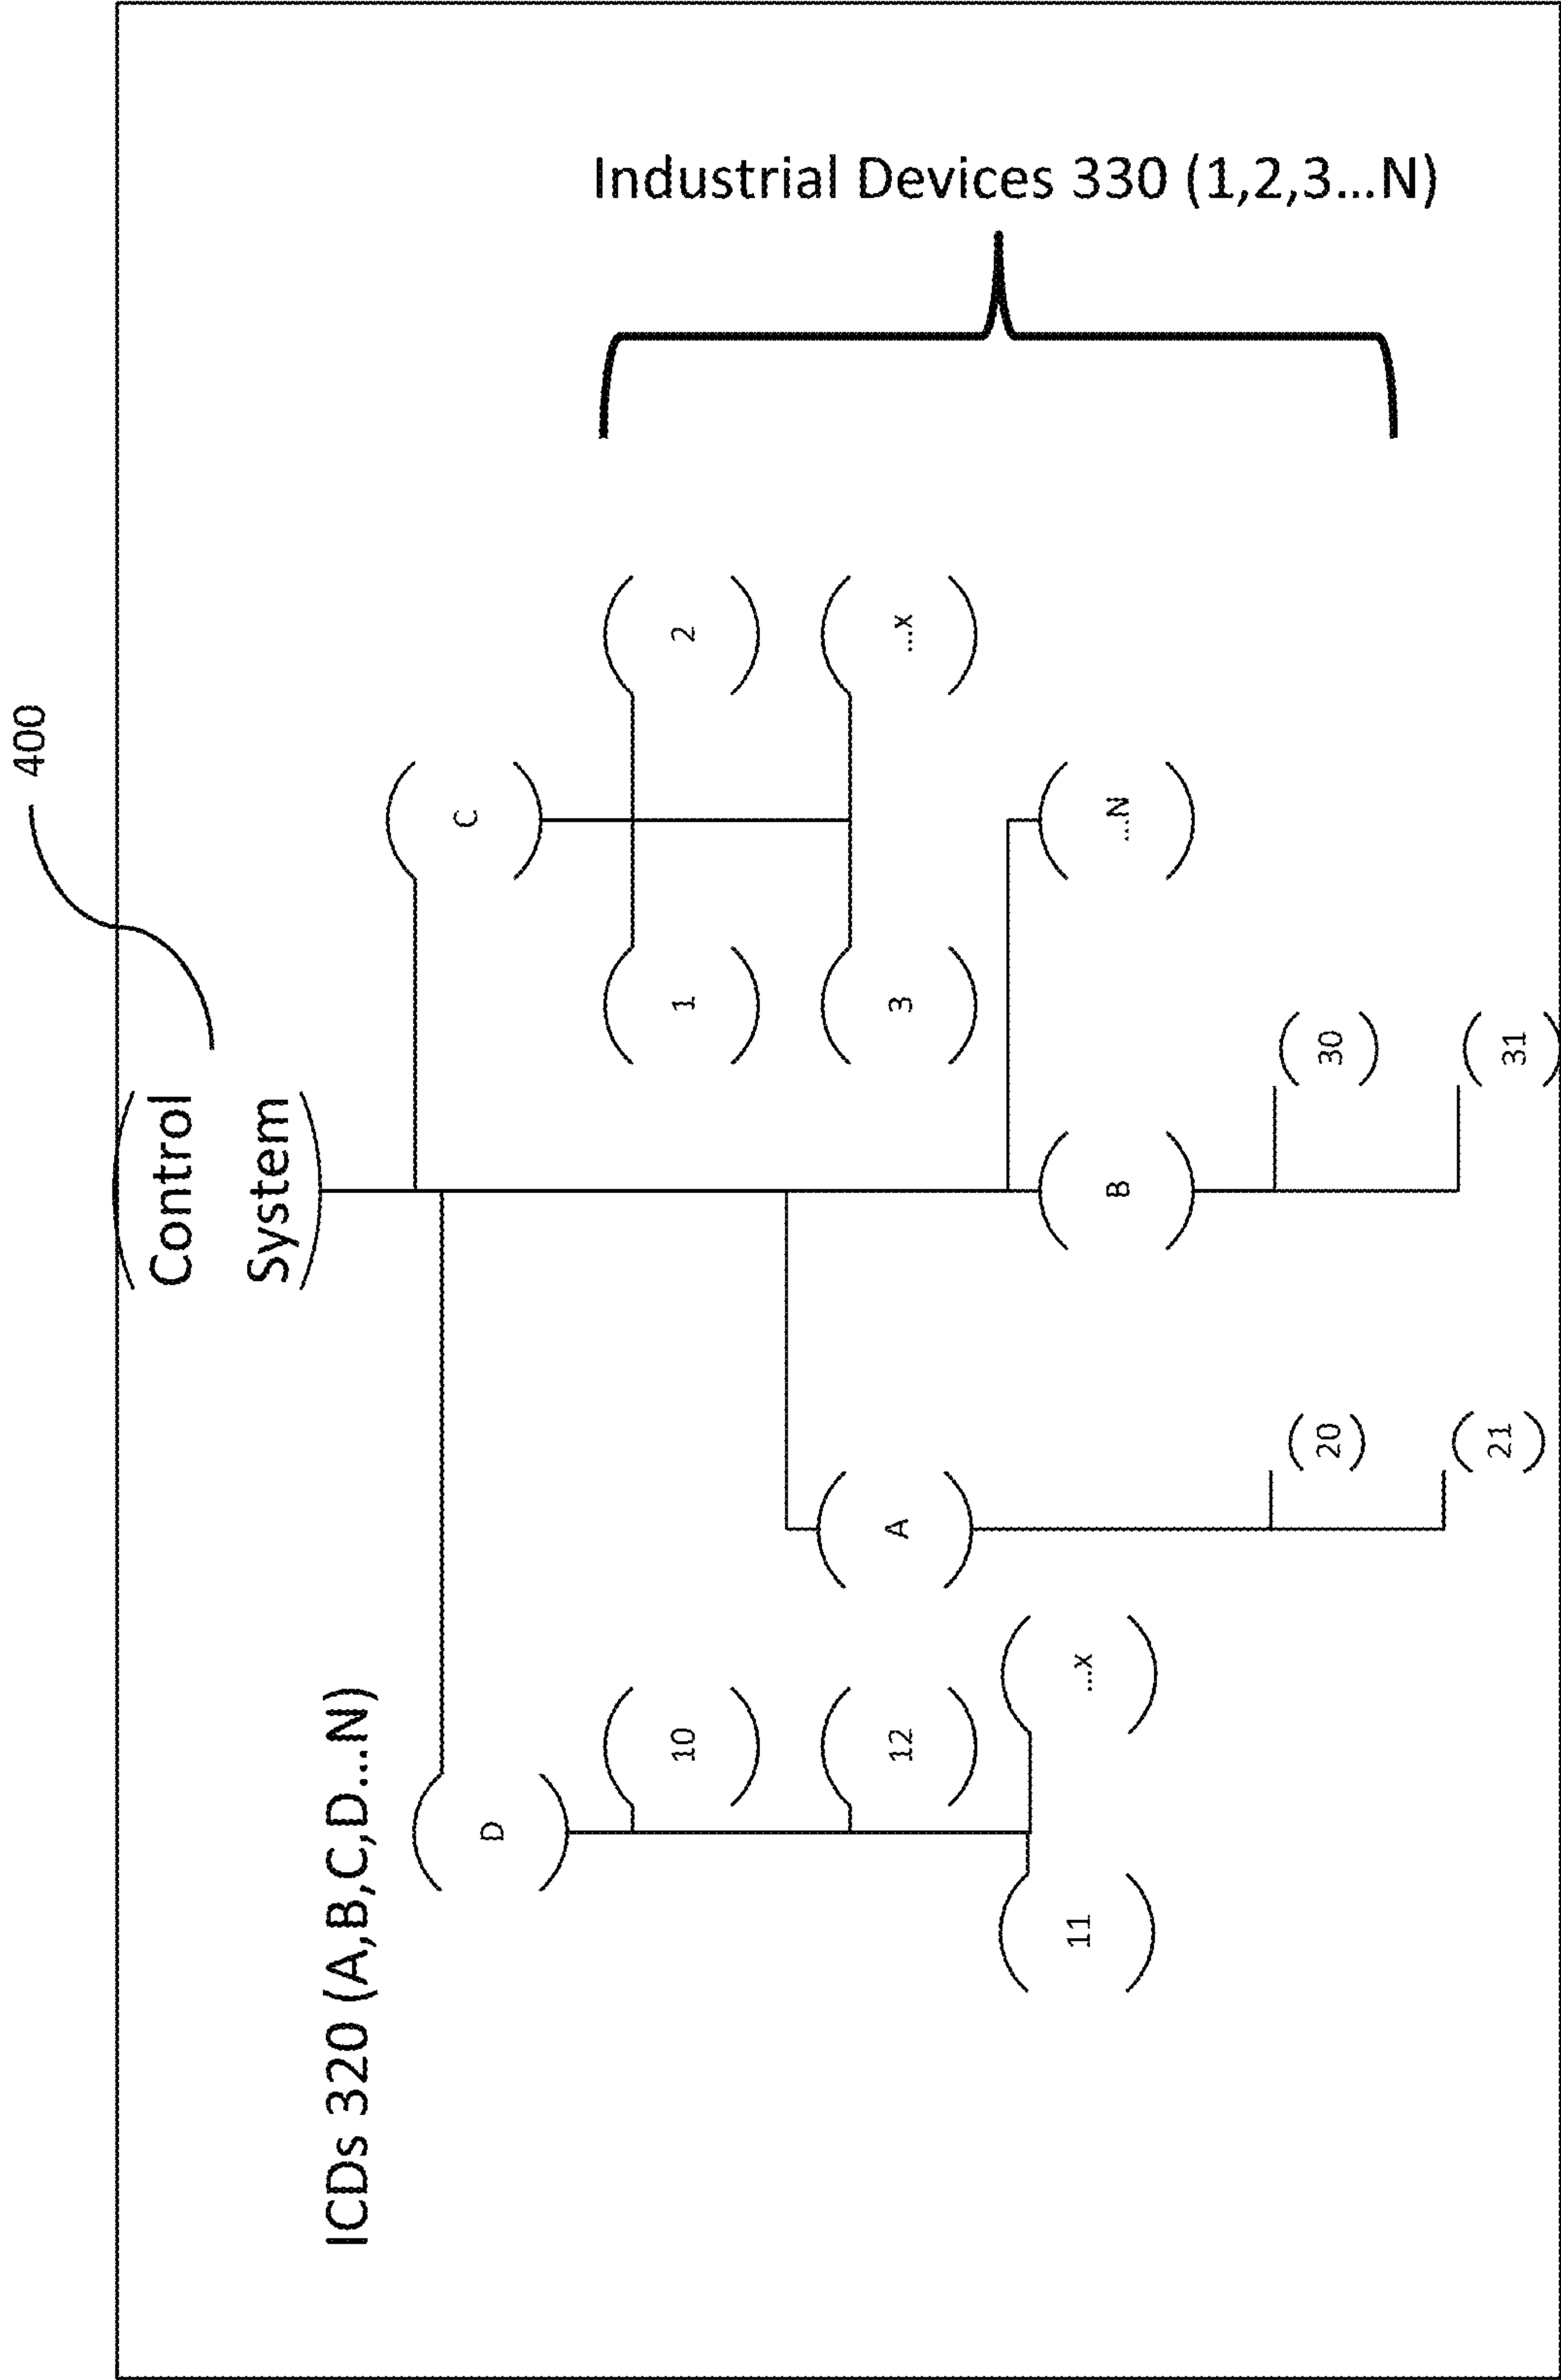 400
Control
System
ICDs 320 (A,B,C,D...N)
D
C
10
1
2
12
A
3
...x
11
...x
B
...N
20
30
21
31
Industrial Devices 330 (1,2,3...N)